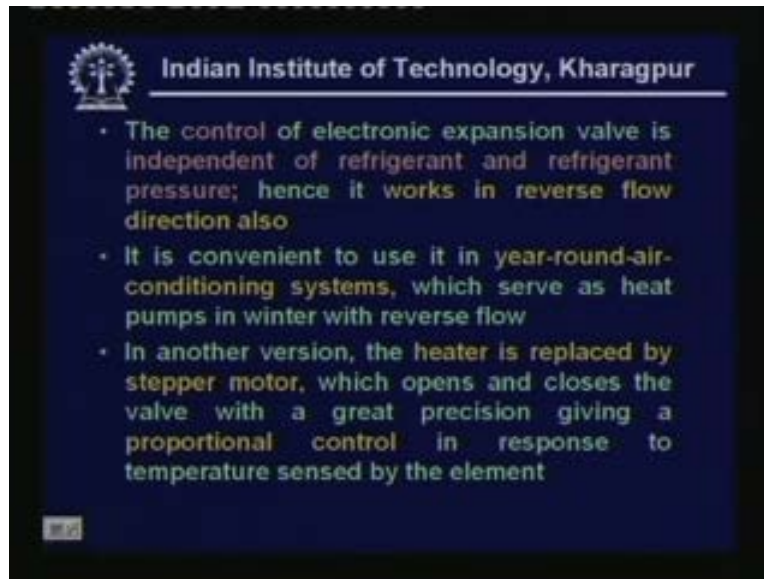 Indian Institute of Technology, Kharagpur
• The control of electronic expansion valve is
independent of refrigerant and refrigerant
pressure; hence it works in reverse flow
direction also
• It is convenient to use it in year-round-air-
conditioning systems, which serve as heat
pumps in winter with reverse flow
• In another version, the heater is replaced by
stepper motor, which opens and closes the
valve with a great precision giving a
proportional control in response to
temperature sensed by the element